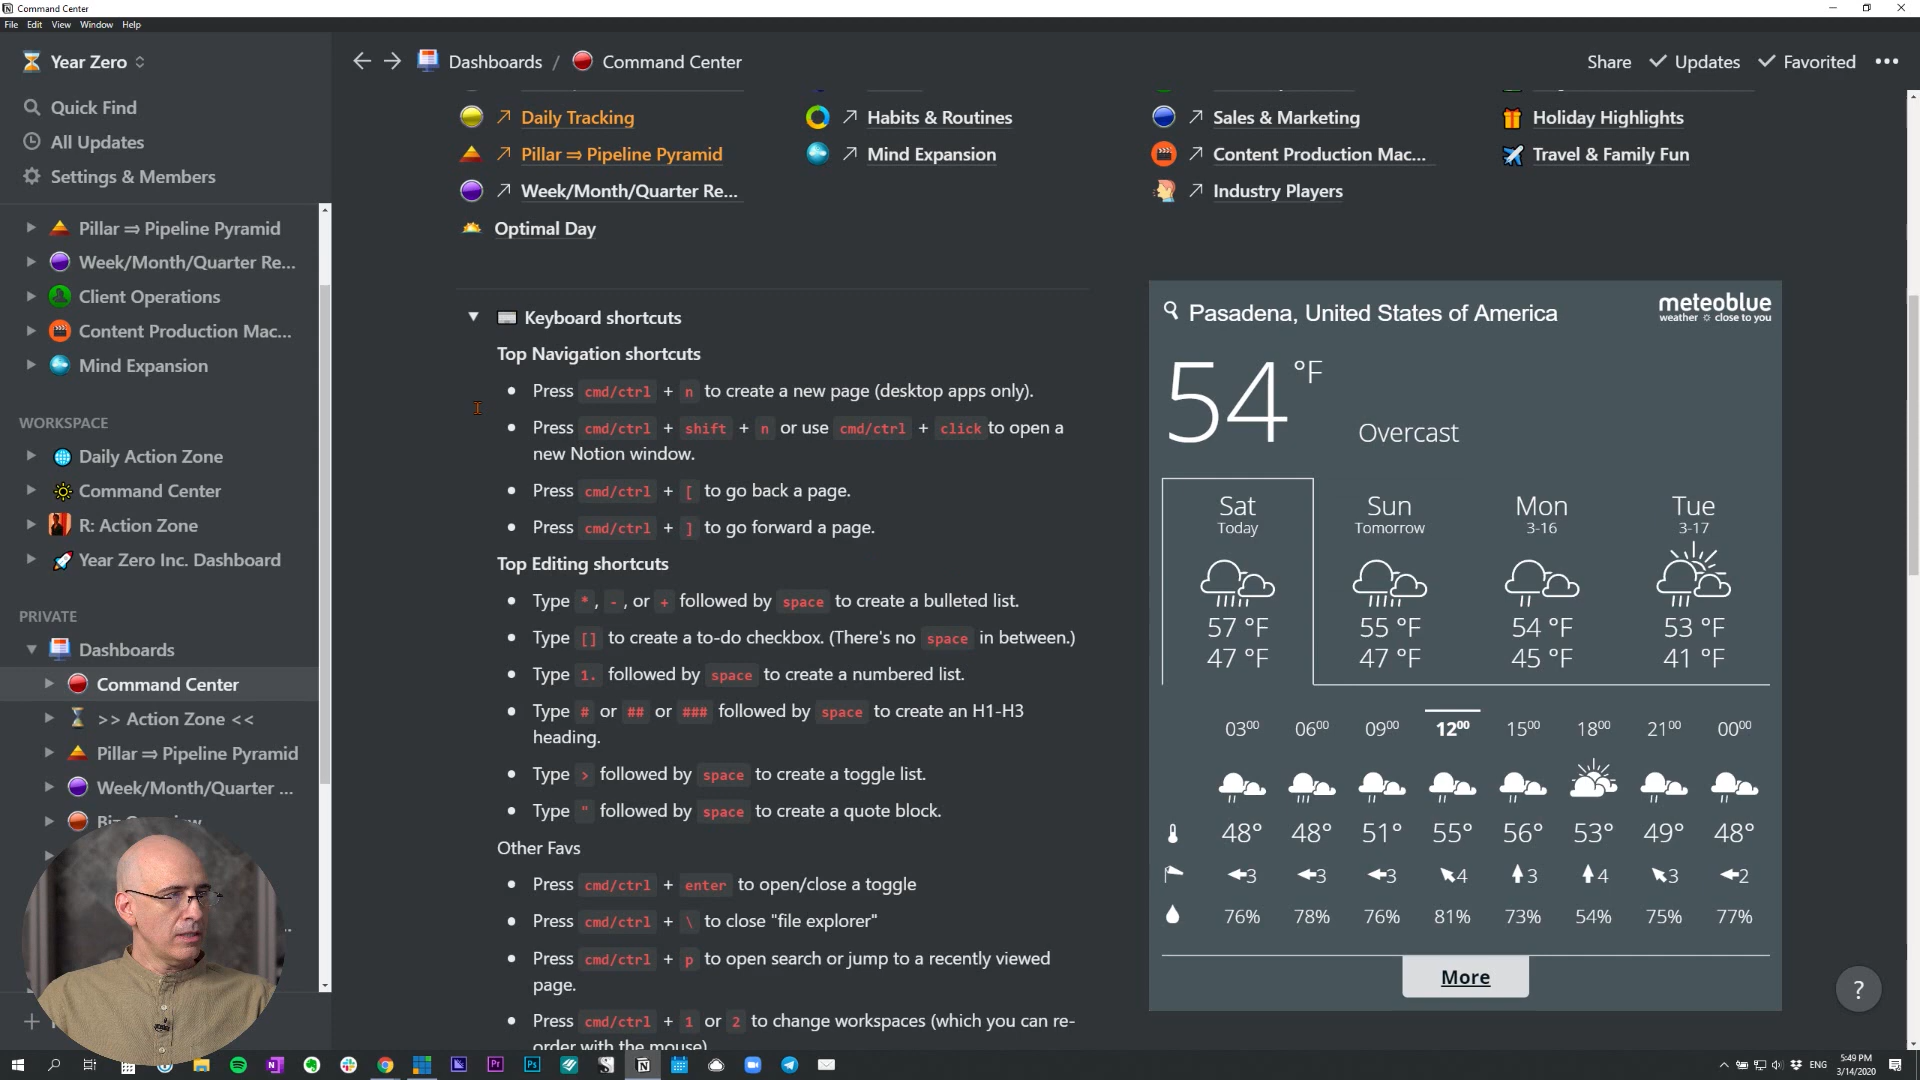 Command Center
File Edit View Window Help
Year Zero
Quick Find
All Updates
Settings & Members
Pillar ⇒ Pipeline Pyramid
Week/Month/Quarter Re...
Client Operations
Content Production Mac...
Mind Expansion
WORKSPACE
Daily Action Zone
Command Center
R: Action Zone
Year Zero Inc. Dashboard
PRIVATE
Dashboards
Command Center
>> Action Zone <<
Pillar ⇒ Pipeline Pyramid
Week/Month/Quarter ...
Dashboards / Command Center
Share Updates Favorited
Daily Tracking
Pillar ⇒ Pipeline Pyramid
Week/Month/Quarter Re...
Optimal Day
Habits & Routines
Mind Expansion
Sales & Marketing
Content Production Mac...
Industry Players
Holiday Highlights
Travel & Family Fun
Keyboard shortcuts
Top Navigation shortcuts
• Press cmd/ctrl + n to create a new page (desktop apps only).
• Press cmd/ctrl + shift + n or use cmd/ctrl + click to open a
new Notion window.
• Press cmd/ctrl + [ to go back a page.
• Press cmd/ctrl + ] to go forward a page.
Top Editing shortcuts
• Type *, -, or + followed by space to create a bulleted list.
• Type [] to create a to-do checkbox. (There's no space in between.)
• Type 1. followed by space to create a numbered list.
• Type # or ## or ### followed by space to create an H1-H3
heading.
• Type > followed by space to create a toggle list.
• Type " followed by space to create a quote block.
Other Favs
• Press cmd/ctrl + enter to open/close a toggle
• Press cmd/ctrl + \ to close "file explorer"
• Press cmd/ctrl + p to open search or jump to a recently viewed
page.
• Press cmd/ctrl + 1 or 2 to change workspaces (which you can re-
order with the mouse)
Pasadena, United States of America
meteoblue
weather ☼ close to you
54 °F
Overcast
Sat Sun Mon Tue
Today Tomorrow 3-16 3-17
57 °F 55 °F 54 °F 53 °F
47 °F 47 °F 45 °F 41 °F
03⁰⁰ 06⁰⁰ 09⁰⁰ 12⁰⁰ 15⁰⁰ 18⁰⁰ 21⁰⁰ 00⁰⁰
48° 48° 51° 55° 56° 53° 49° 48°
3 3 3 4 3 4 3 2
76% 78% 76% 81% 73% 54% 75% 77%
More
?
ENG
5:49 PM
3/14/2020